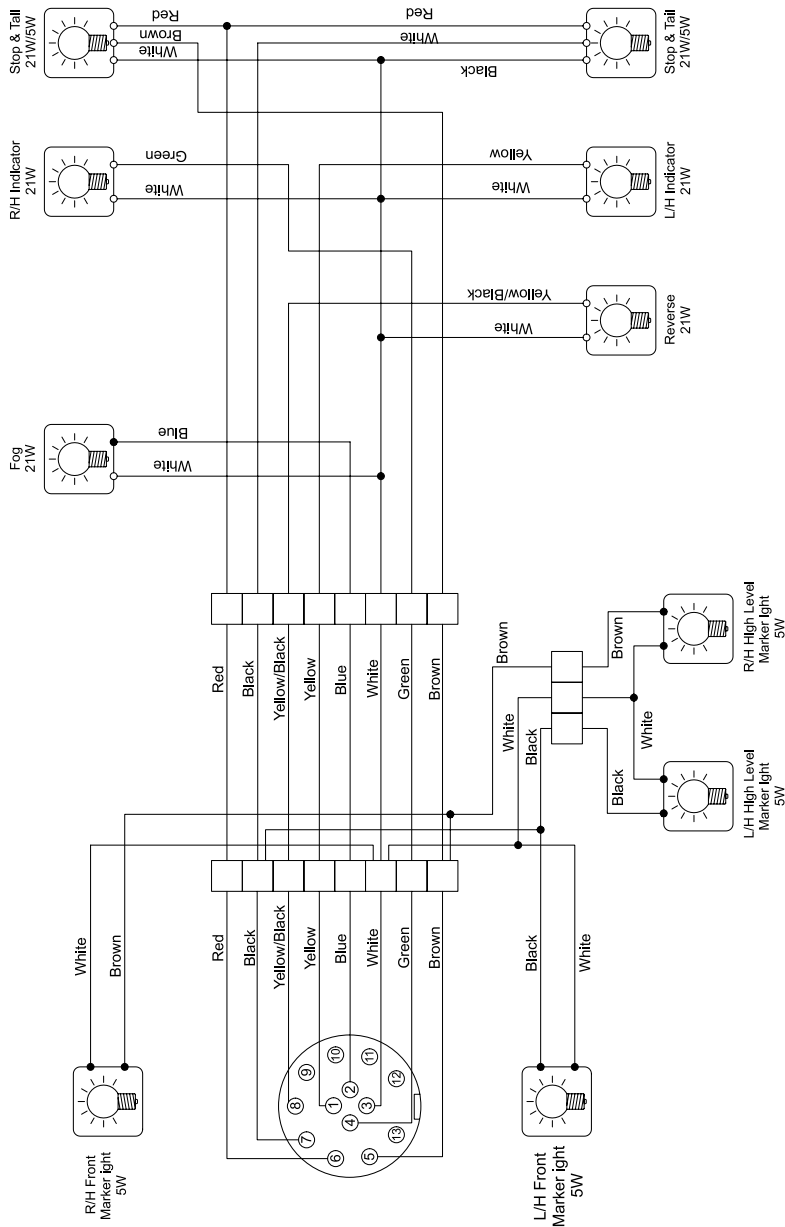 Stop & Tail
21W/5W
Red
Brown
White
Red
White
Black
Stop & Tail
21W/5W
R/H Indicator
21W
Green
White
Yellow
White
L/H Indicator
21W
Yellow/Black
White
Reverse
21W
Fog
21W
Blue
White
Red
Black
Yellow/Black
Yellow
Blue
White
Green
Brown
Brown
White
Black
Brown
White
Black
R/H High Level
Marker light
5W
L/H High Level
Marker light
5W
White
Brown
Red
Black
Yellow/Black
Yellow
Blue
White
Green
Brown
Black
White
R/H Front
Marker ight
5W
1
2
3
4
5
6
7
8
9
10
11
12
13
L/H Front
Marker ight
5W